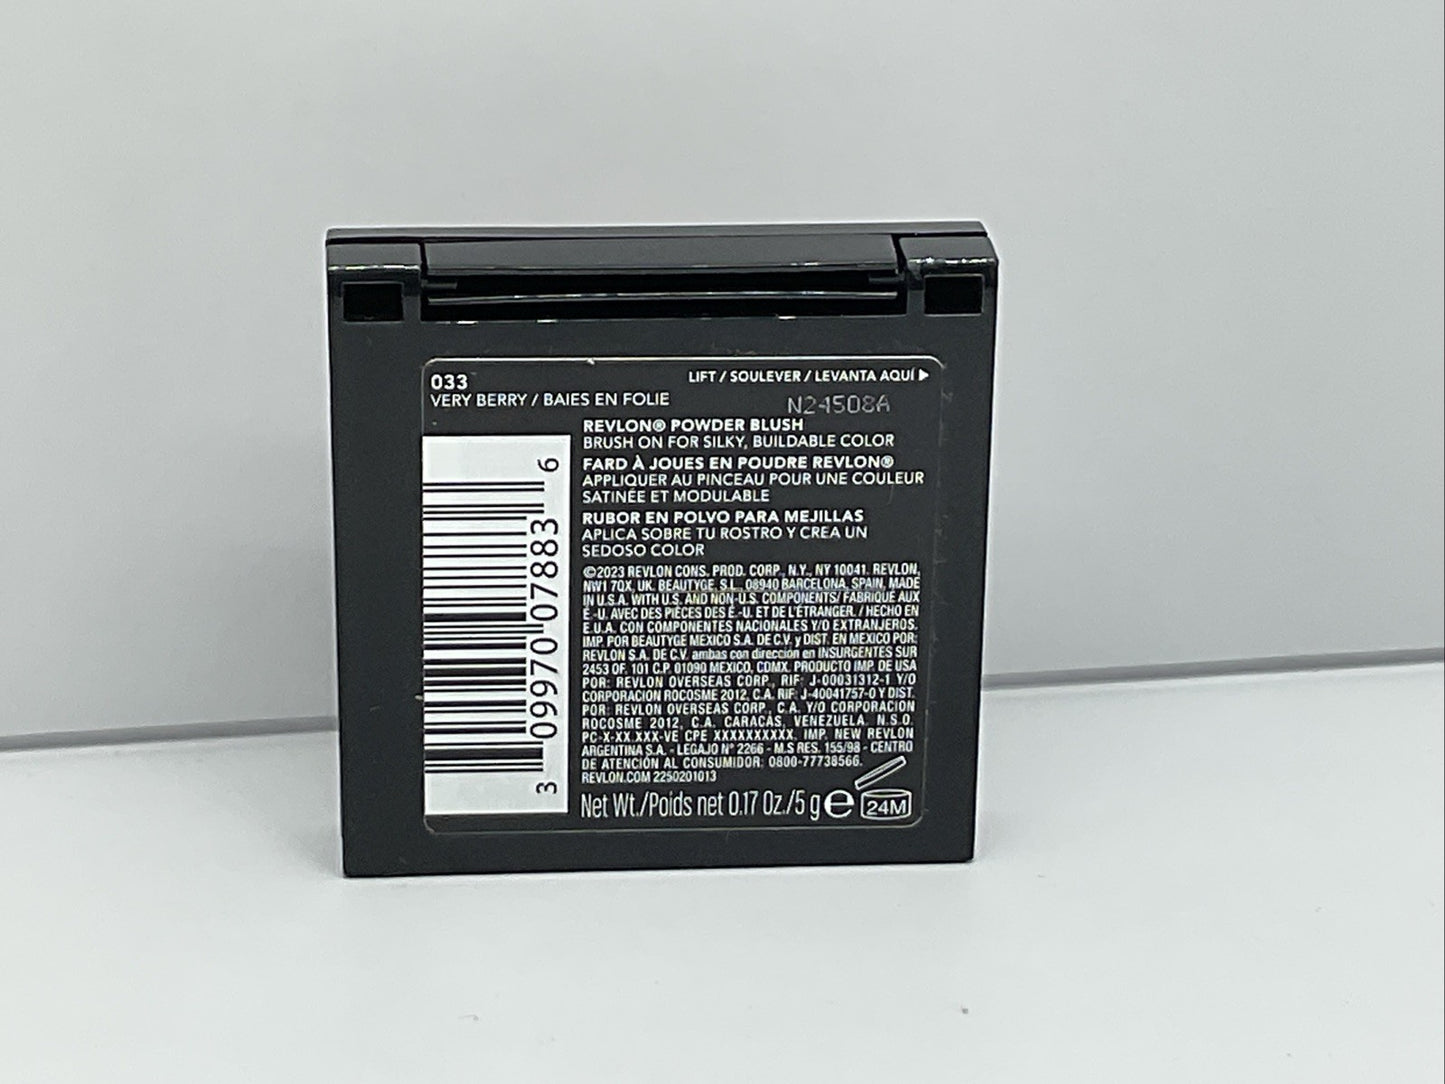 033
VERY BERRY / BAIES EN FOLIE
LIFT / SOULEVER / LEVANTA AQUÍ ▶
N24508A
REVLON® POWDER BLUSH
BRUSH ON FOR SILKY, BUILDABLE COLOR
FARD À JOUES EN POUDRE REVLON®
APPLIQUER AU PINCEAU POUR UNE COULEUR
SATINÉE ET MODULABLE
RUBOR EN POLVO PARA MEJILLAS
APLICA SOBRE TU ROSTRO Y CREA UN
SEDOSO COLOR
©2023 REVLON CONS. PROD. CORP., N.Y., NY 10041. REVLON,
NW1 7QX, UK. BEAUTYGE, S.L., 08940 BARCELONA, SPAIN, MADE
IN U.S.A. WITH U.S. AND NON-U.S. COMPONENTS/ FABRIQUE AUX
É.-U. AVEC DES PIÈCES DES É.-U. ET DE L'ÉTRANGER. / HECHO EN
E.U.A. CON COMPONENTES NACIONALES Y/O EXTRANJEROS.
IMP. POR BEAUTYGE MEXICO S.A. DE C.V. y DIST. EN MEXICO POR:
REVLON S.A. DE C.V. ambas con dirección en INSURGENTES SUR
2453 OF. 101 C.P. 01090 MEXICO, CDMX. PRODUCTO IMP. DE USA
POR: REVLON OVERSEAS CORP., RIF: J-00031312-1 Y/O
CORPORACION ROCOSME 2012, C.A. RIF: J-40041757-0 Y DIST.
POR: REVLON OVERSEAS CORP., C.A. Y/O CORPORACION
ROCOSME 2012, C.A. CARACAS, VENEZUELA. N.S.O.
PC-X-XX.XXX-VE CPE XXXXXXXXXX. IMP. NEW REVLON
ARGENTINA S.A. - LEGAJO N° 2266 - M.S RES. 155/98 - CENTRO
DE ATENCIÓN AL CONSUMIDOR: 0800-77738566.
REVLON.COM 2250201013
Net Wt./Poids net 0.17 Oz./5 g ℮ 24M
3 09970 07883 6